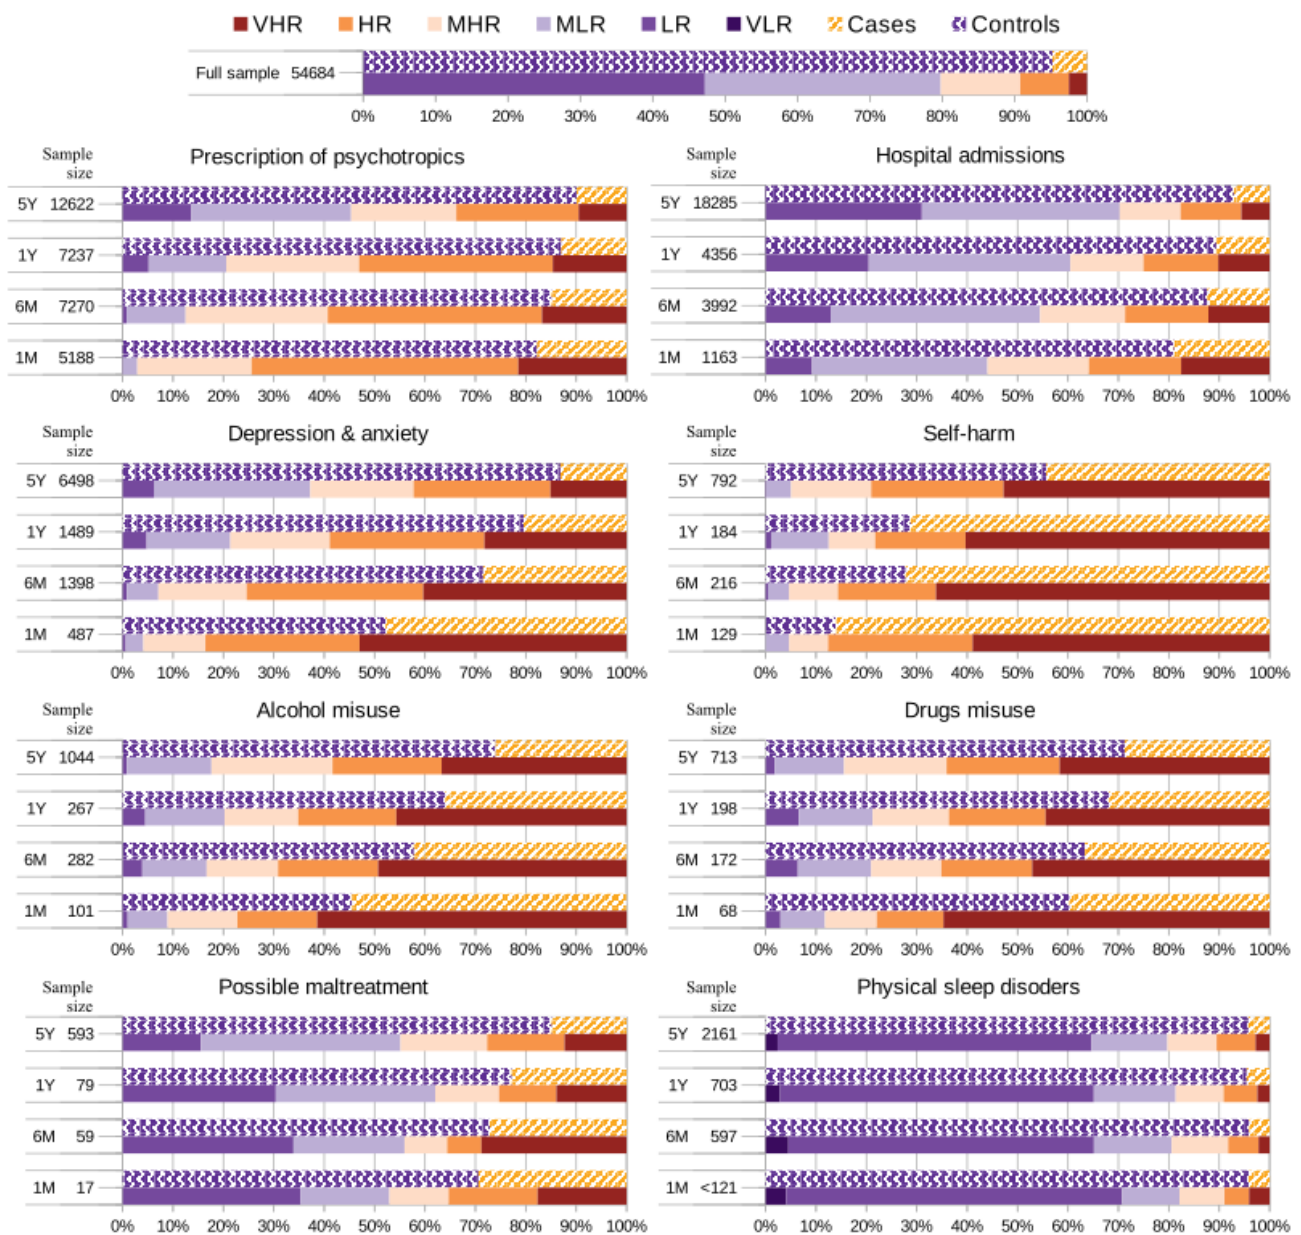 VHR HR MHR MLR LR VLR Cases Controls
Full sample 54684
0% 10% 20% 30% 40% 50% 60% 70% 80% 90% 100%
Sample size
Prescription of psychotropics
5Y 12622
1Y 7237
6M 7270
1M 5188
0% 10% 20% 30% 40% 50% 60% 70% 80% 90% 100%
Sample size
Hospital admissions
5Y 18285
1Y 4356
6M 3992
1M 1163
0% 10% 20% 30% 40% 50% 60% 70% 80% 90% 100%
Sample size
Depression & anxiety
5Y 6498
1Y 1489
6M 1398
1M 487
0% 10% 20% 30% 40% 50% 60% 70% 80% 90% 100%
Sample size
Self-harm
5Y 792
1Y 184
6M 216
1M 129
0% 10% 20% 30% 40% 50% 60% 70% 80% 90% 100%
Sample size
Alcohol misuse
5Y 1044
1Y 267
6M 282
1M 101
0% 10% 20% 30% 40% 50% 60% 70% 80% 90% 100%
Sample size
Drugs misuse
5Y 713
1Y 198
6M 172
1M 68
0% 10% 20% 30% 40% 50% 60% 70% 80% 90% 100%
Sample size
Possible maltreatment
5Y 593
1Y 79
6M 59
1M 17
0% 10% 20% 30% 40% 50% 60% 70% 80% 90% 100%
Sample size
Physical sleep disoders
5Y 2161
1Y 703
6M 597
1M <121
0% 10% 20% 30% 40% 50% 60% 70% 80% 90% 100%